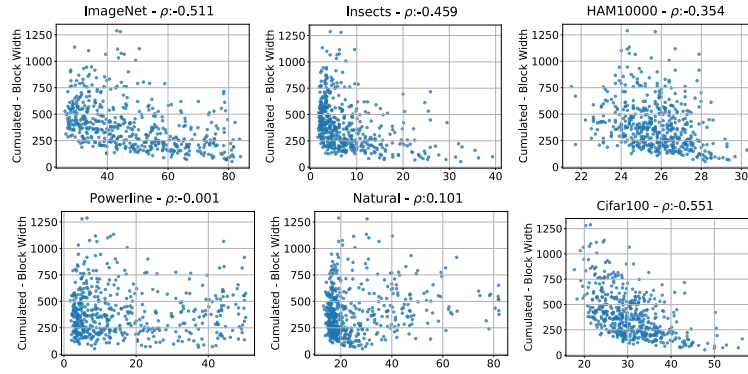 ImageNet - ρ:-0.511
Cumulated - Block Width
1250
1000
750
500
250
0
40 60 80
Insects - ρ:-0.459
Cumulated - Block Width
1250
1000
750
500
250
0
0 10 20 30 40
HAM10000 - ρ:-0.354
Cumulated - Block Width
1250
1000
750
500
250
0
22 24 26 28 30
Powerline - ρ:-0.001
Cumulated - Block Width
1250
1000
750
500
250
0
0 20 40
Natural - ρ:0.101
Cumulated - Block Width
1250
1000
750
500
250
0
20 40 60 80
Cifar100 - ρ:-0.551
Cumulated - Block Width
1250
1000
750
500
250
0
20 30 40 50